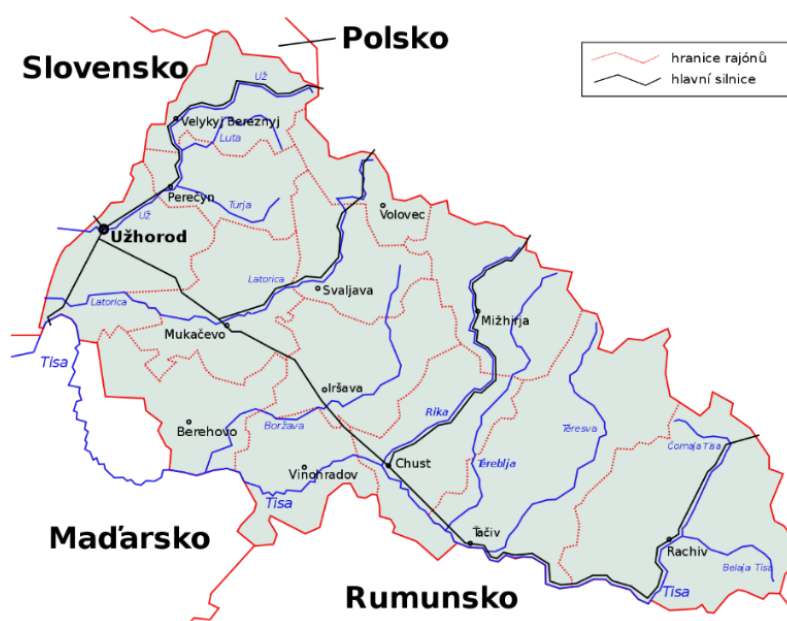 Polsko
Slovensko
hranice rajónů
hlavní silnice
Už
Velykyj Bereznyj
Luta
Perečyn
Turja
Už
Volovec
Užhorod
Latorica
Latorica
Svaljava
Mižhirja
Mukačevo
Tisa
Iršava
Rika
Teresva
Berehovo
Boržava
Čornaja Tisa
Chust
Tereblja
Vinohradov
Tisa
Ťačiv
Maďarsko
Rachiv
Belaja Tisa
Rumunsko
Tisa